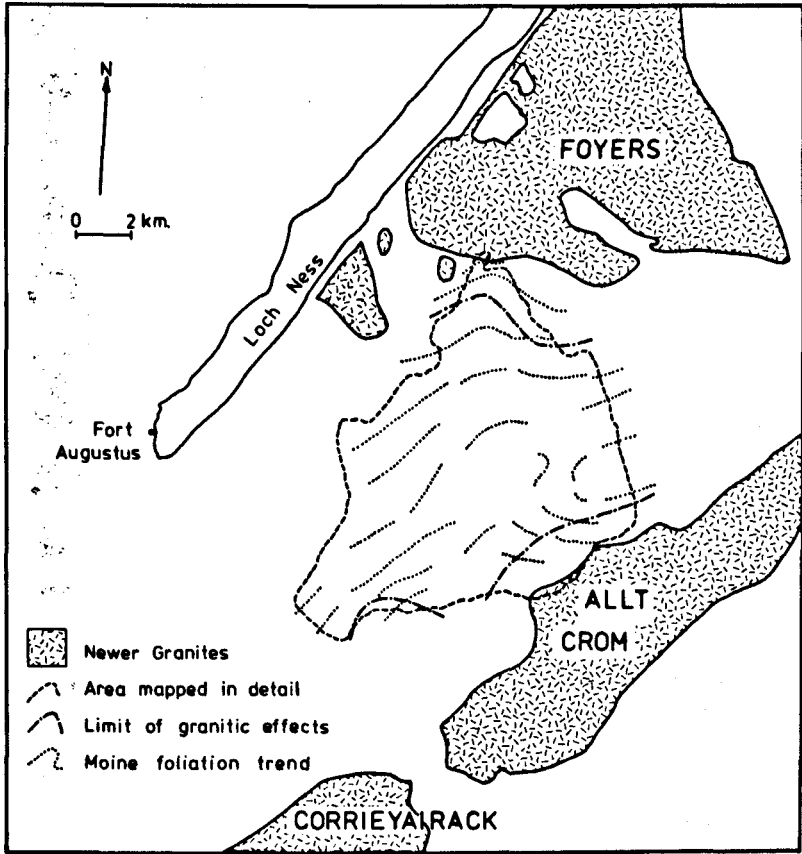 N
FOYERS
0 2 km.
Loch Ness
Fort
Augustus
ALLT
CROM
Newer Granites
Area mapped in detail
Limit of granitic effects
Moine foliation trend
CORRIEYAIRACK